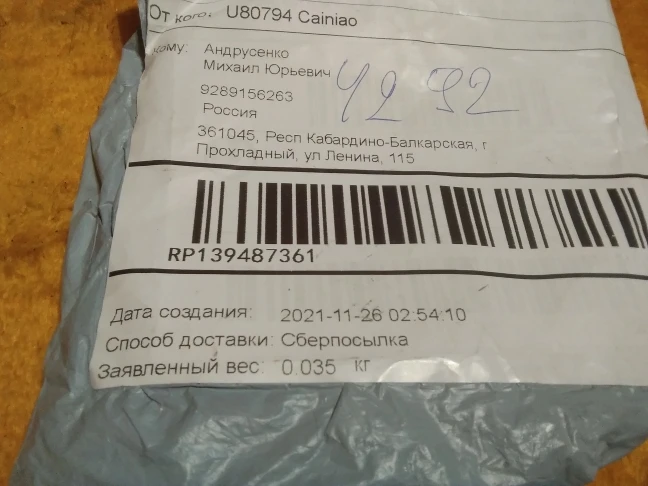 От кого: U80794 Cainiao
кому: Андрусенко
Михаил Юрьевич
9289156263
Россия
361045, Респ Кабардино-Балкарская, г
Прохладный, ул Ленина, 115
RP139487361
Дата создания: 2021-11-26 02:54:10
Способ доставки: Сберпосылка
Заявленный вес: 0.035 кг